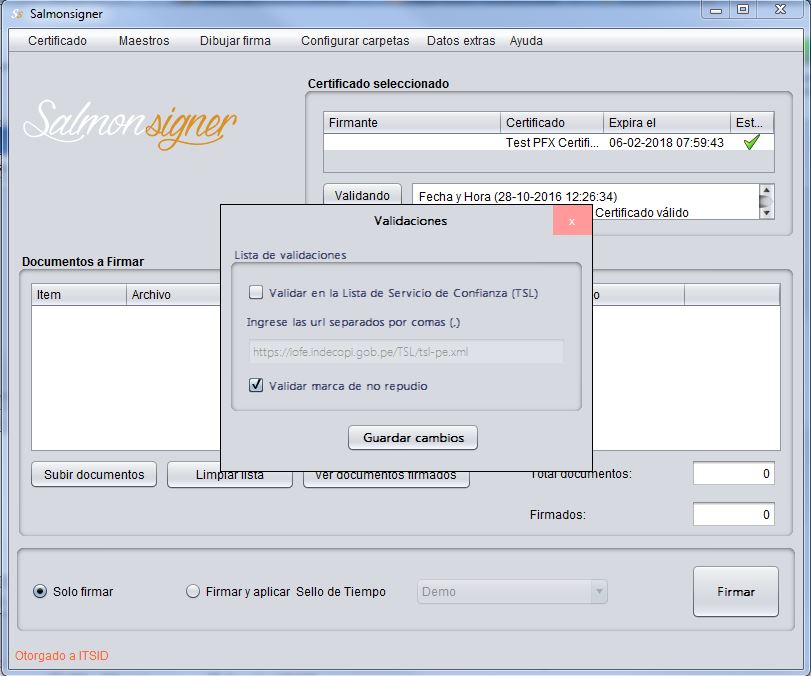 Salmonsigner
Certificado Maestros Dibujar firma Configurar carpetas Datos extras Ayuda
Salmonsigner
Certificado seleccionado
Firmante Certificado Expira el Est...
Test PFX Certifi... 06-02-2018 07:59:43
Validando
Fecha y Hora (28-10-2016 12:26:34)
Certificado válido
Validaciones
x
Lista de validaciones
Documentos a Firmar
Item Archivo
Validar en la Lista de Servicio de Confianza (TSL)
Ingrese las url separados por comas (,)
https://iofe.indecopi.gob.pe/TSL/tsl-pe.xml
Validar marca de no repudio
Guardar cambios
Subir documentos Limpiar lista Ver documentos firmados Total documentos: 0
Firmados: 0
Solo firmar Firmar y aplicar Sello de Tiempo Demo Firmar
Otorgado a ITSID